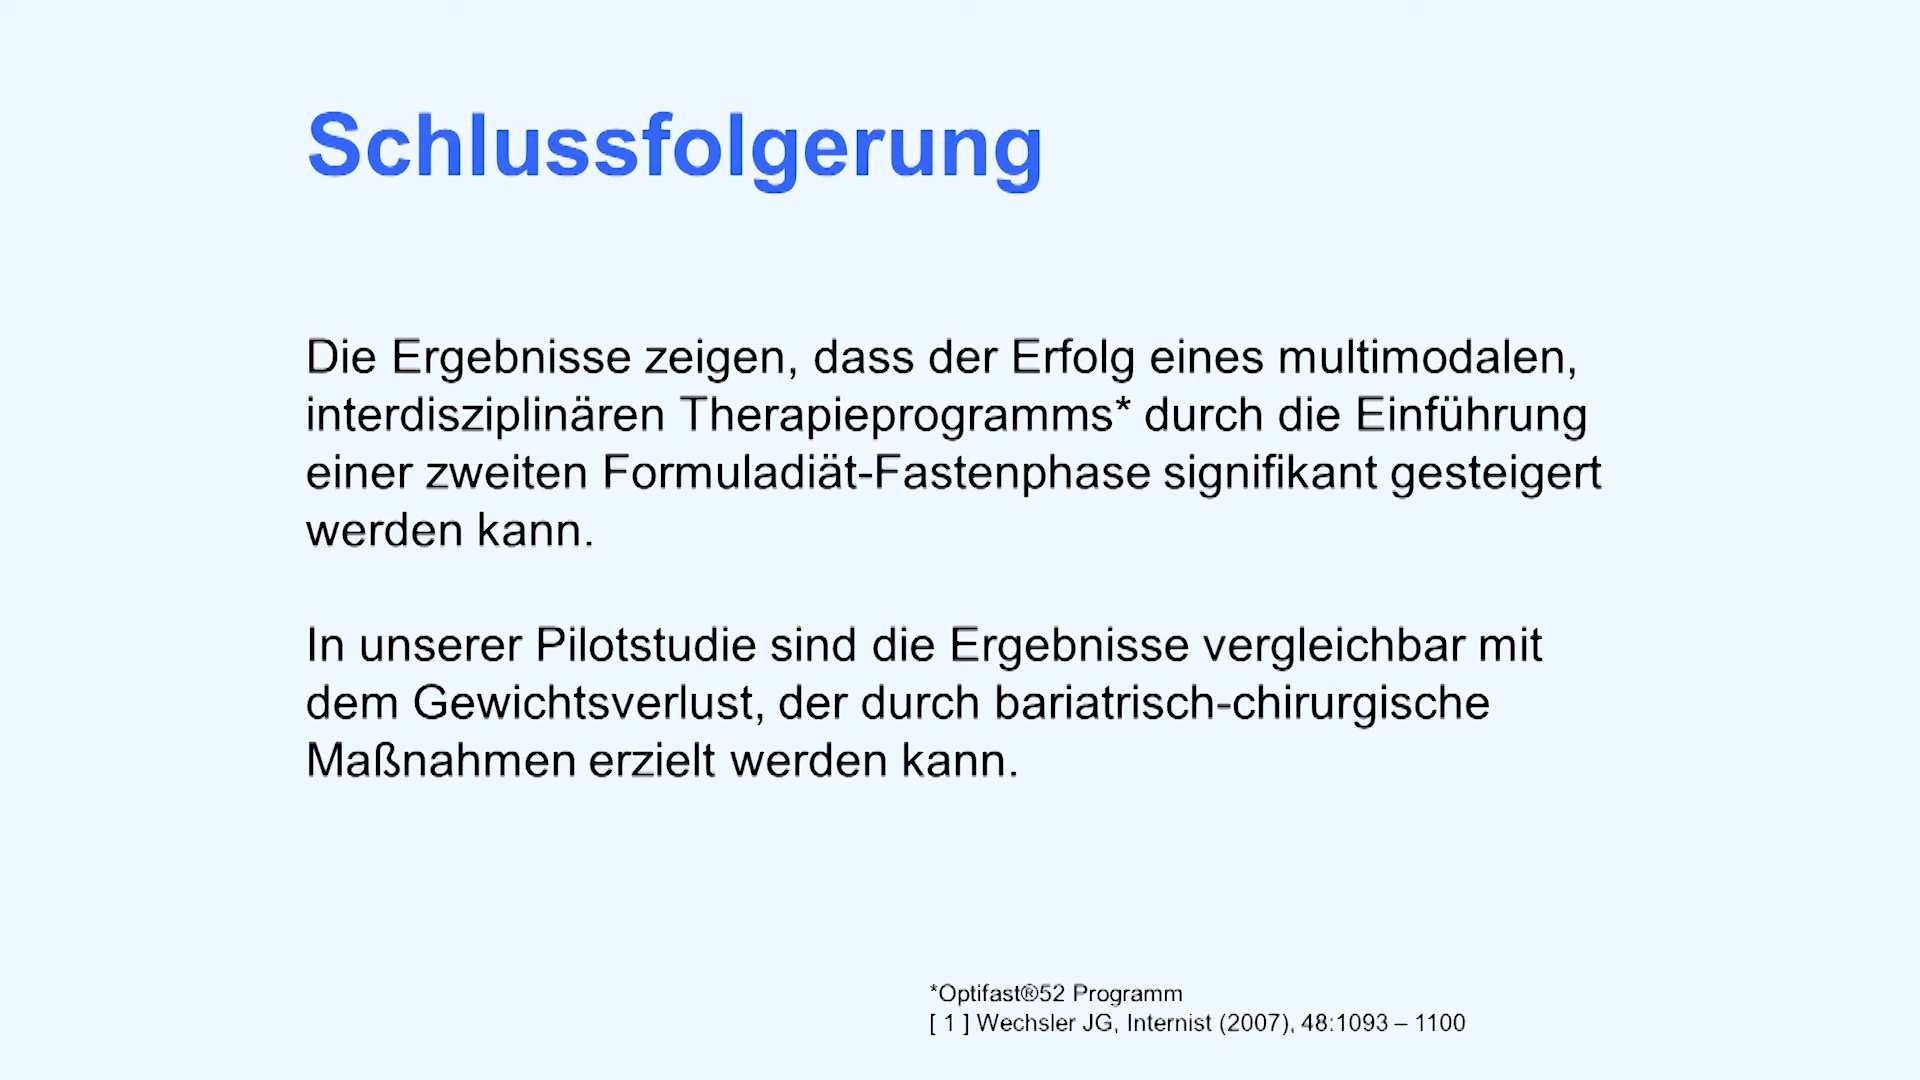 Schlussfolgerung
Die Ergebnisse zeigen, dass der Erfolg eines multimodalen,
interdisziplinären Therapieprogramms* durch die Einführung
einer zweiten Formuladiät-Fastenphase signifikant gesteigert
werden kann.
In unserer Pilotstudie sind die Ergebnisse vergleichbar mit
dem Gewichtsverlust, der durch bariatrisch-chirurgische
Maßnahmen erzielt werden kann.
*Optifast®52 Programm
[ 1 ] Wechsler JG, Internist (2007), 48:1093 – 1100